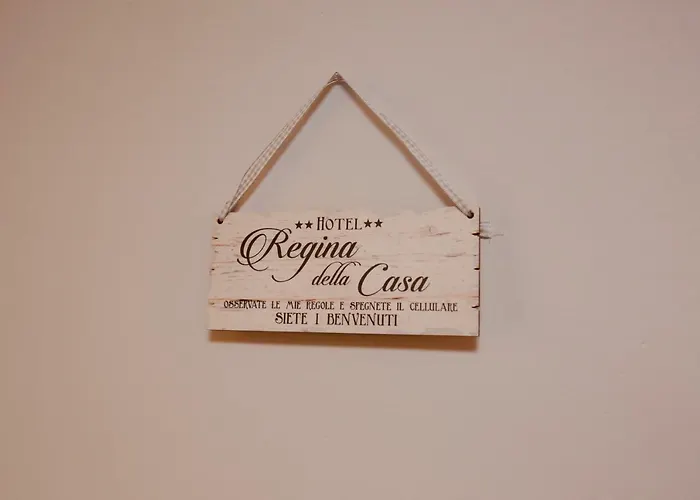 ★★HOTEL★★
Regina
della Casa
OSSERVATE LE MIE REGOLE E SPEGNETE IL CELLULARE
SIETE I BENVENUTI